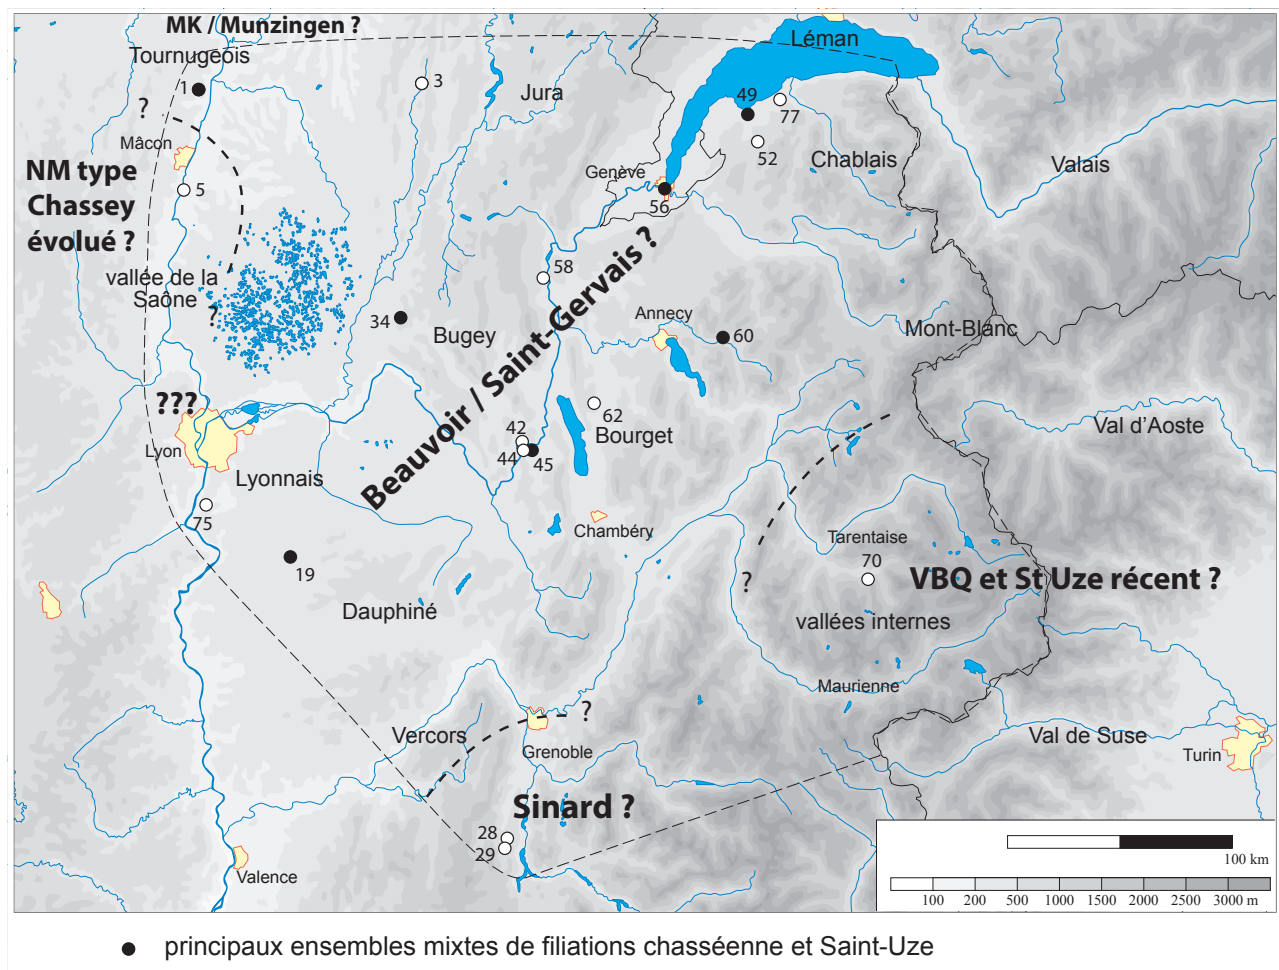 MK / Munzingen ?
Tournugeois
1
?
Mâcon
5
NM type
Chassey
évolué ?
vallée de la
Saône
?
3
Jura
Léman
49
77
52
Chablais
Valais
Genève
56
58
Beauvoir / Saint-Gervais ?
34
Bugey
Annecy
60
Mont-Blanc
???
Lyon
Lyonnais
62
Bourget
42
44
45
Val d'Aoste
75
Chambéry
19
Dauphiné
Tarentaise
70
?
VBQ et St Uze récent ?
vallées internes
Maurienne
Vercors
?
Grenoble
Val de Suse
Turin
Sinard ?
28
29
Valence
100 km
100 200 500 1000 1500 2000 2500 3000 m
principaux ensembles mixtes de filiations chasséenne et Saint-Uze